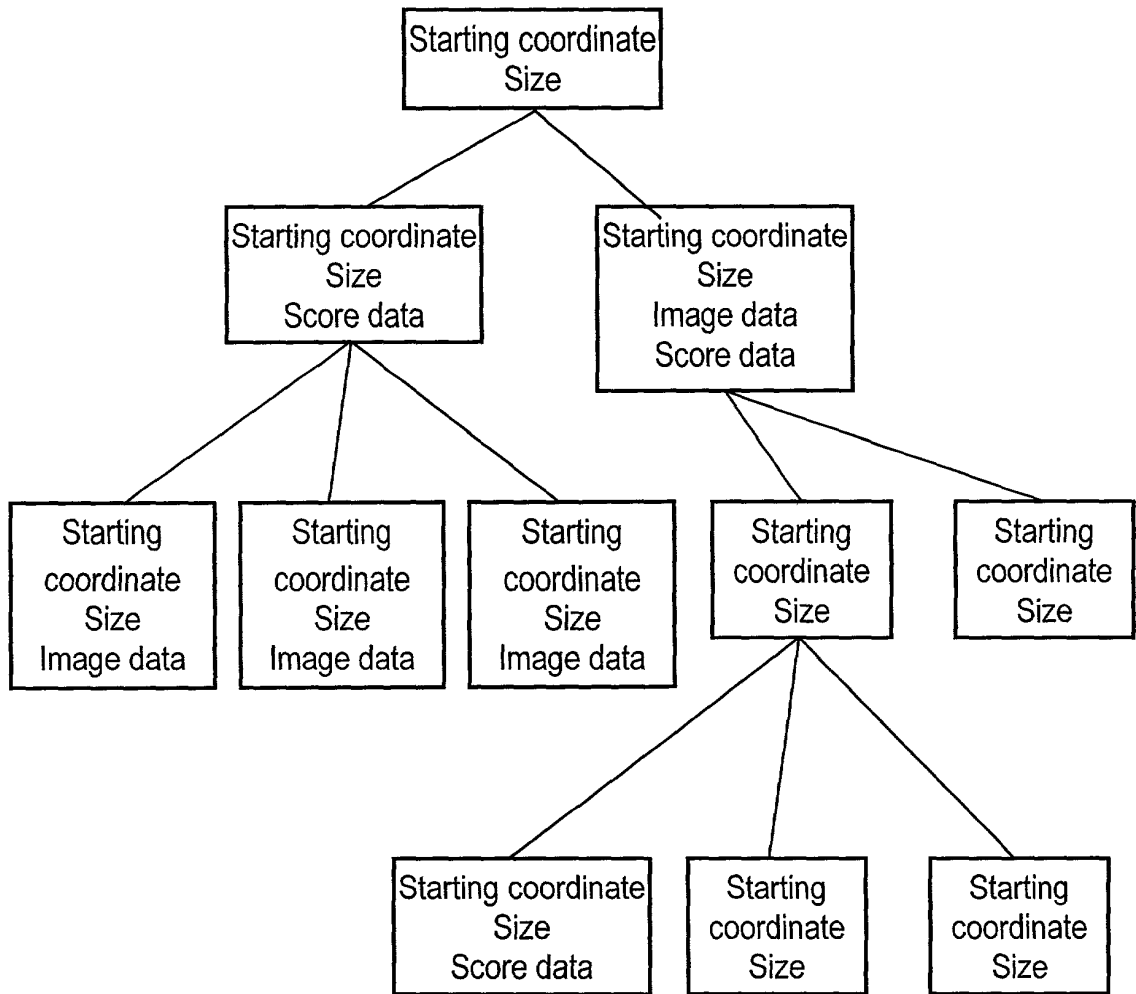 Starting coordinate
Size
Starting coordinate
Size
Score data
Starting coordinate
Size
Image data
Score data
Starting
coordinate
Size
Image data
Starting
coordinate
Size
Image data
Starting
coordinate
Size
Image data
Starting
coordinate
Size
Starting
coordinate
Size
Starting coordinate
Size
Score data
Starting
coordinate
Size
Starting
coordinate
Size